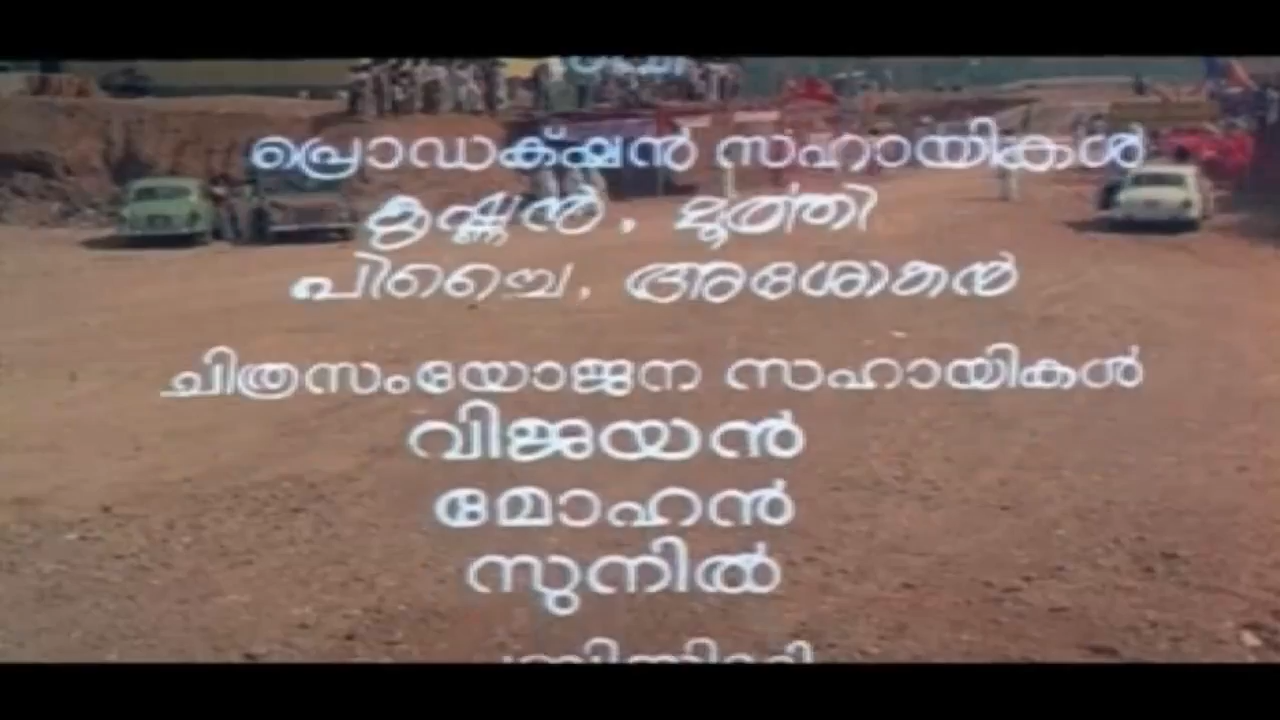 പ്രൊഡക്‌ഷൻ സഹായികൾ
കൃഷ്ണൻ, മൂർത്തി
പിച്ചൈ, അശോകൻ
ചിത്രസംയോജന സഹായികൾ
വിജയൻ
മോഹൻ
സുനിൽ